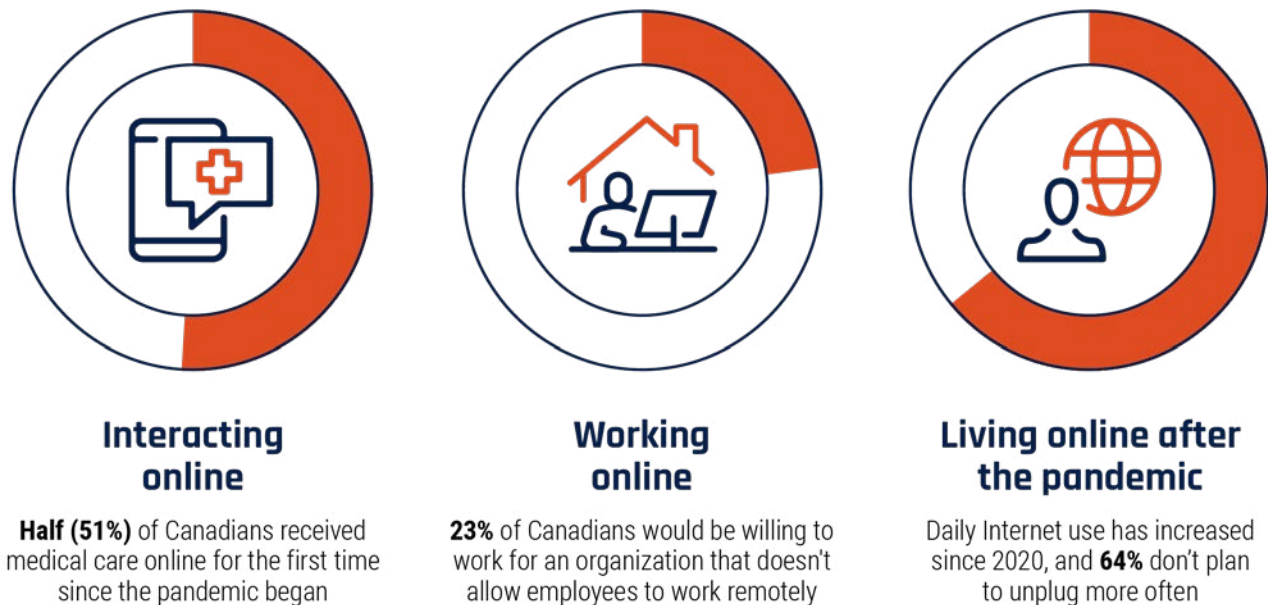 Interacting
online
Half (51%) of Canadians received
medical care online for the first time
since the pandemic began
Working
online
23% of Canadians would be willing to
work for an organization that doesn't
allow employees to work remotely
Living online after
the pandemic
Daily Internet use has increased
since 2020, and 64% don’t plan
to unplug more often